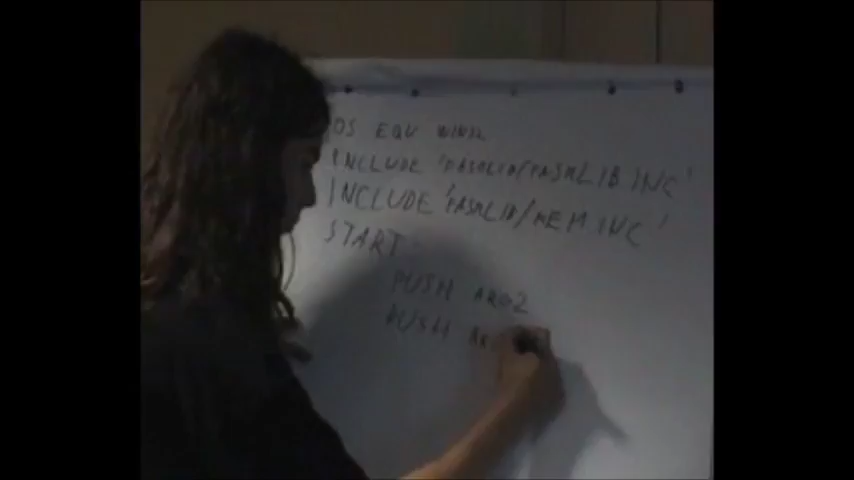 OS EQU WIN32
INCLUDE 'FASMLIB/FASMLIB.INC'
INCLUDE 'FASMLIB/MEM.INC'
START
PUSH ARG2
PUSH